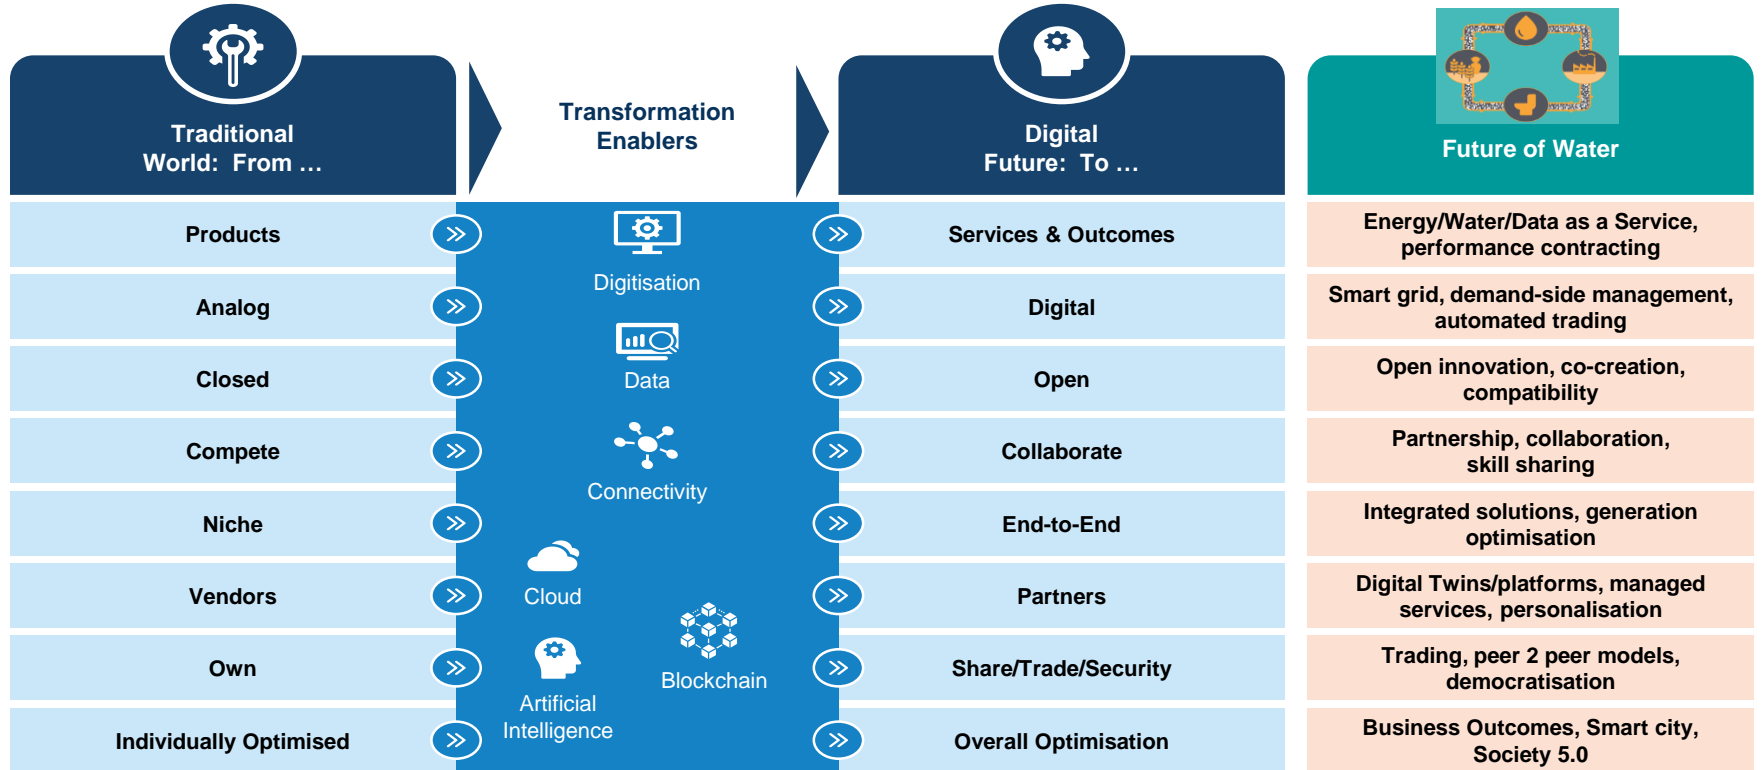 Traditional
World: From ...
Transformation
Enablers
Digital
Future: To ...
Future of Water
Products
Services & Outcomes
Energy/Water/Data as a Service,
performance contracting
Digitisation
Analog
Digital
Smart grid, demand-side management,
automated trading
Data
Closed
Open
Open innovation, co-creation,
compatibility
Connectivity
Compete
Collaborate
Partnership, collaboration,
skill sharing
Niche
End-to-End
Integrated solutions, generation
optimisation
Cloud
Vendors
Partners
Digital Twins/platforms, managed
services, personalisation
Blockchain
Own
Share/Trade/Security
Trading, peer 2 peer models,
democratisation
Artificial
Intelligence
Individually Optimised
Overall Optimisation
Business Outcomes, Smart city,
Society 5.0